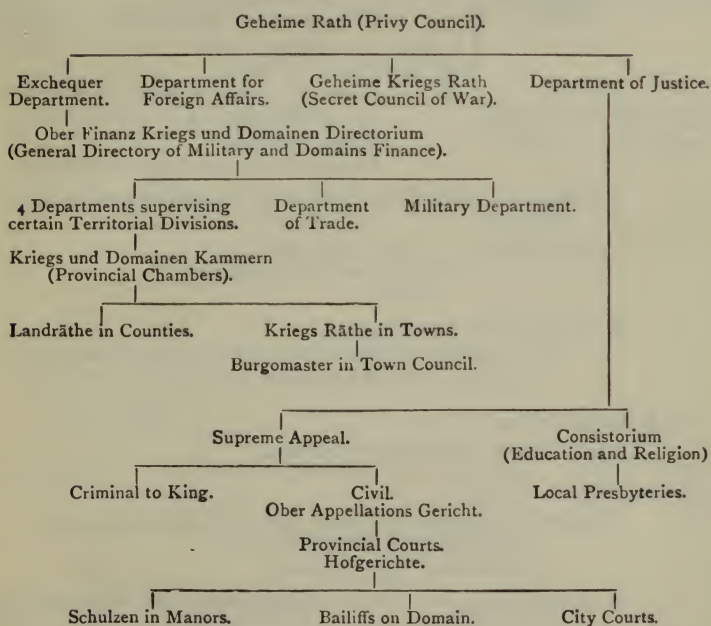 Geheime Rath (Privy Council).
Exchequer Department.
Department for Foreign Affairs.
Geheime Kriegs Rath (Secret Council of War).
Department of Justice.
Ober Finanz Kriegs und Domainen Directorium
(General Directory of Military and Domains Finance).
4 Departments supervising
certain Territorial Divisions.
Department
of Trade.
Military Department.
Kriegs und Domainen Kammern
(Provincial Chambers).
Landräthe in Counties.
Kriegs Räthe in Towns.
Burgomaster in Town Council.
Supreme Appeal.
Consistorium
(Education and Religion)
Criminal to King.
Civil.
Ober Appellations Gericht.
Local Presbyteries.
Provincial Courts.
Hofgerichte.
Schulzen in Manors.
Bailiffs on Domain.
City Courts.